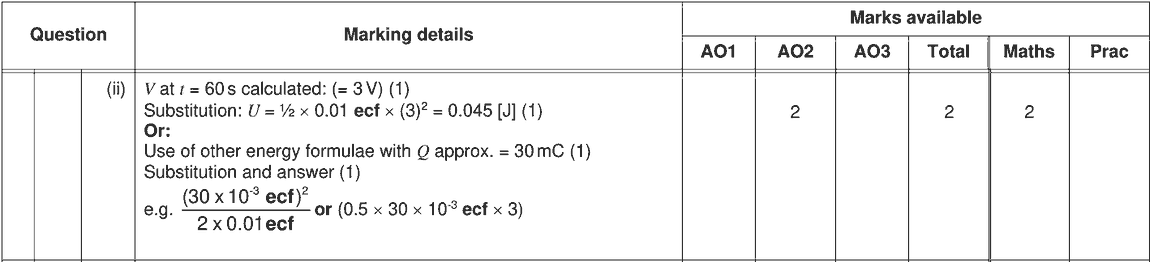 Question Marking details Marks available
AO1 AO2 AO3 Total Maths Prac
(ii) V at t = 60 s calculated: (= 3 V) (1)
Substitution: U = ½ × 0.01 ecf × (3)² = 0.045 [J] (1) 2 2 2
Or:
Use of other energy formulae with Q approx. = 30 mC (1)
Substitution and answer (1)
e.g. (30 x 10⁻³ ecf)² / 2 x 0.01 ecf or (0.5 × 30 × 10⁻³ ecf × 3)